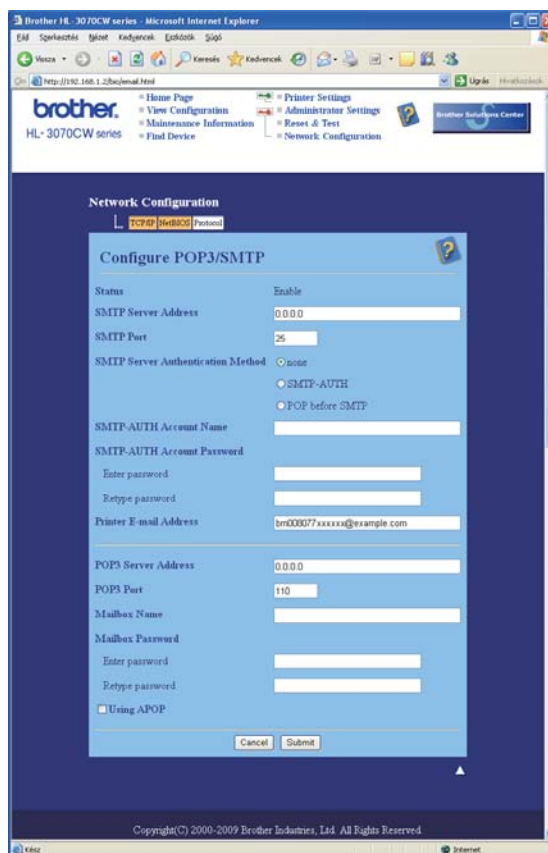 Brother HL-3070CW series - Microsoft Internet Explorer
Fájl Szerkesztés Nézet Kedvencek Eszközök Súgó
Vissza Keresés Kedvencek
http://192.168.1.2/bio/email.html Ugrás Hivatkozások
brother.
HL-3070CW series
Home Page
View Configuration
Maintenance Information
Find Device
Printer Settings
Administrator Settings
Reset & Test
Network Configuration
Brother Solutions Center
Network Configuration
TCP/IP NetBIOS Protocol
Configure POP3/SMTP
Status Enable
SMTP Server Address 0.0.0.0
SMTP Port 25
SMTP Server Authentication Method none
SMTP-AUTH
POP before SMTP
SMTP-AUTH Account Name
SMTP-AUTH Account Password
Enter password
Retype password
Printer E-mail Address brn008077xxxxxx@example.com
POP3 Server Address 0.0.0.0
POP3 Port 110
Mailbox Name
Mailbox Password
Enter password
Retype password
Using APOP
Cancel Submit
Copyright(C) 2000-2009 Brother Industries, Ltd. All Rights Reserved.
Kész Internet